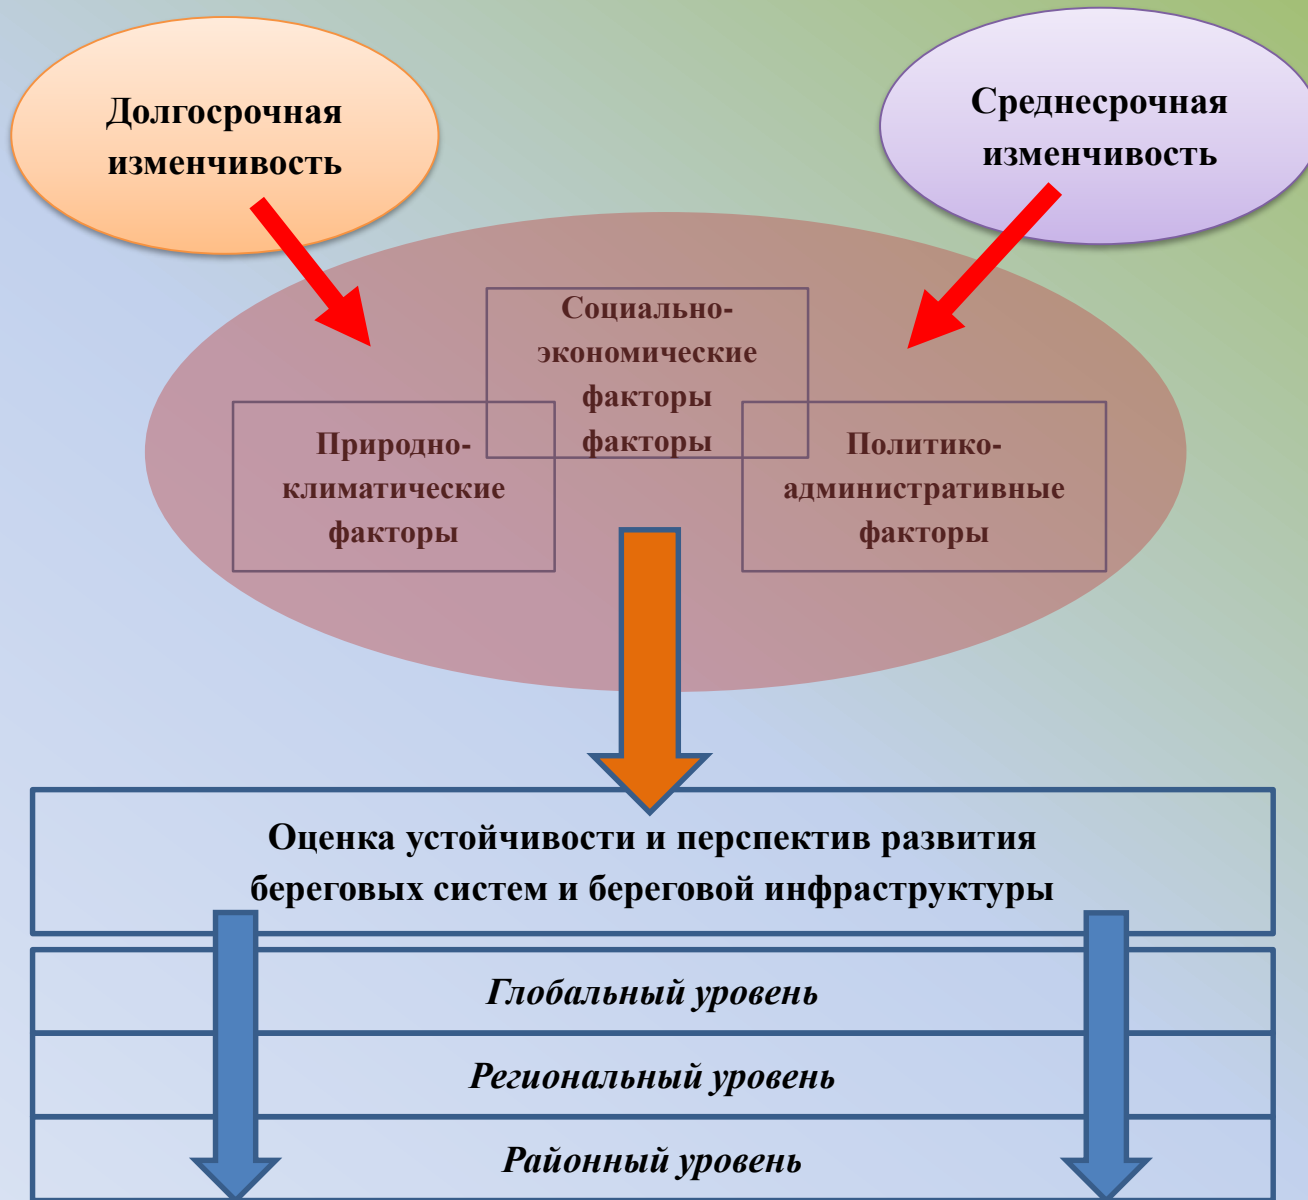 Долгосрочная
изменчивость
Среднесрочная
изменчивость
Социально-
экономические
факторы
факторы
Природно-
климатические
факторы
Политико-
административные
факторы
Оценка устойчивости и перспектив развития
береговых систем и береговой инфраструктуры
Глобальный уровень
Региональный уровень
Районный уровень